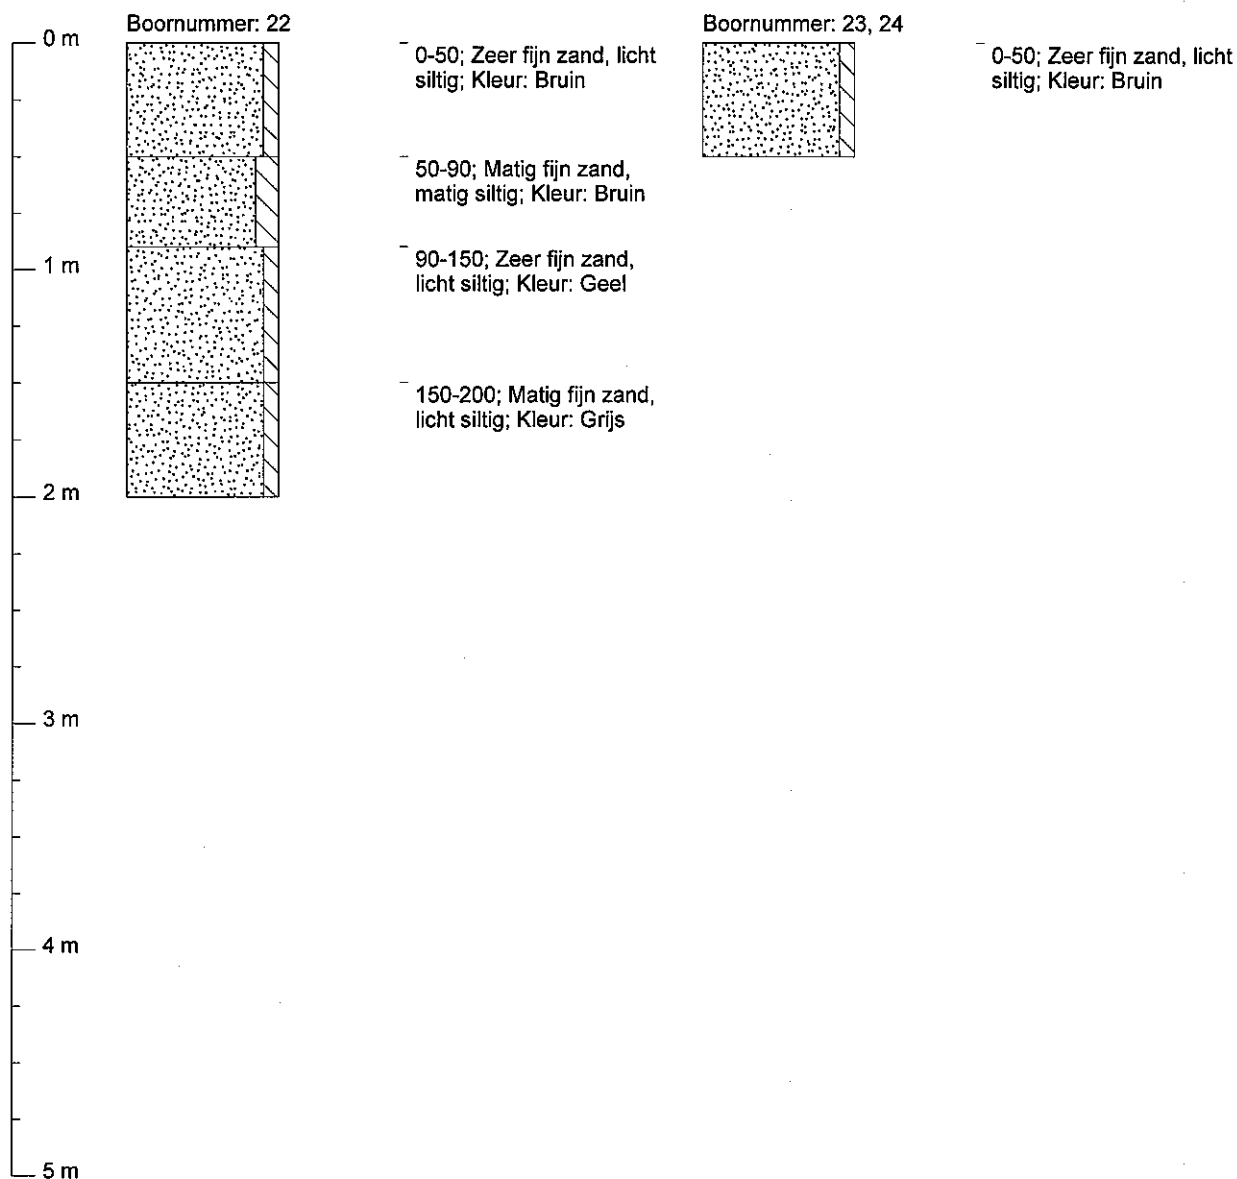 Boornummer: 22
0-50; Zeer fijn zand, licht
siltig; Kleur: Bruin
50-90; Matig fijn zand,
matig siltig; Kleur: Bruin
90-150; Zeer fijn zand,
licht siltig; Kleur: Geel
150-200; Matig fijn zand,
licht siltig; Kleur: Grijs
Boornummer: 23, 24
0-50; Zeer fijn zand, licht
siltig; Kleur: Bruin
0 m
1 m
2 m
3 m
4 m
5 m